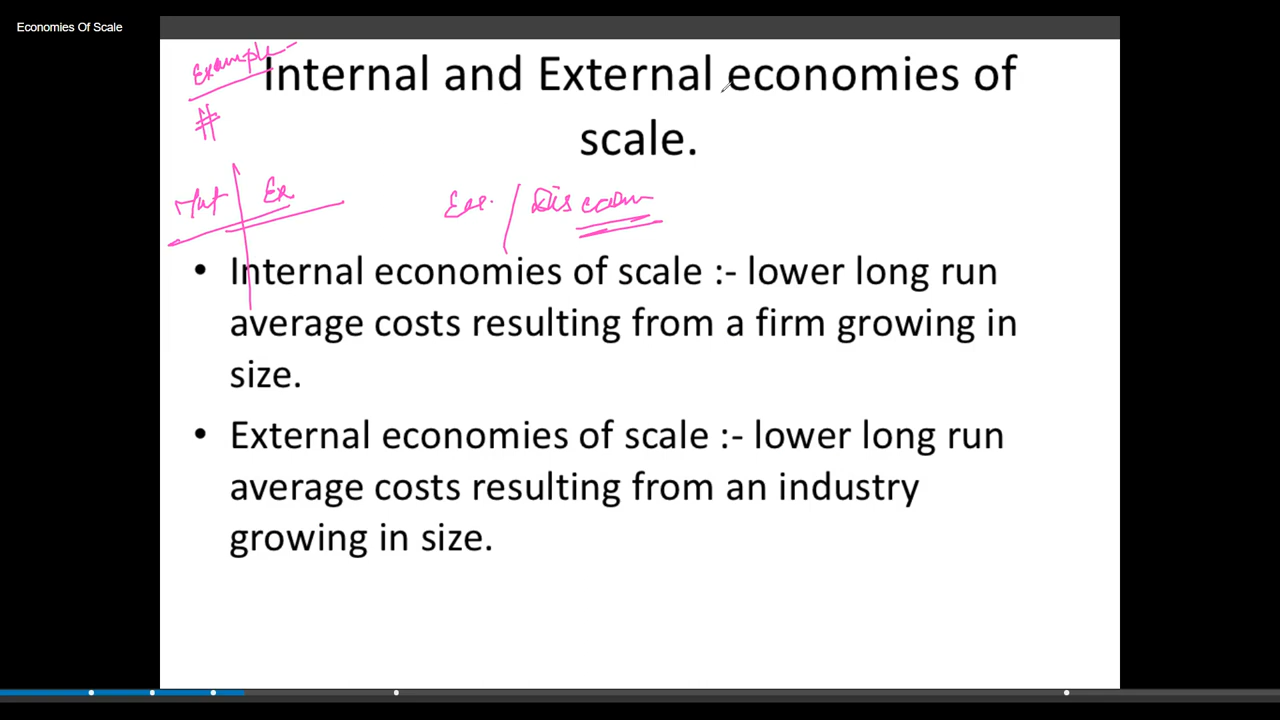 Economies Of Scale
Example -
Internal and External economies of
scale.
#
Int Ex
Eco. / Diseconom
• Internal economies of scale :- lower long run
average costs resulting from a firm growing in
size.
• External economies of scale :- lower long run
average costs resulting from an industry
growing in size.